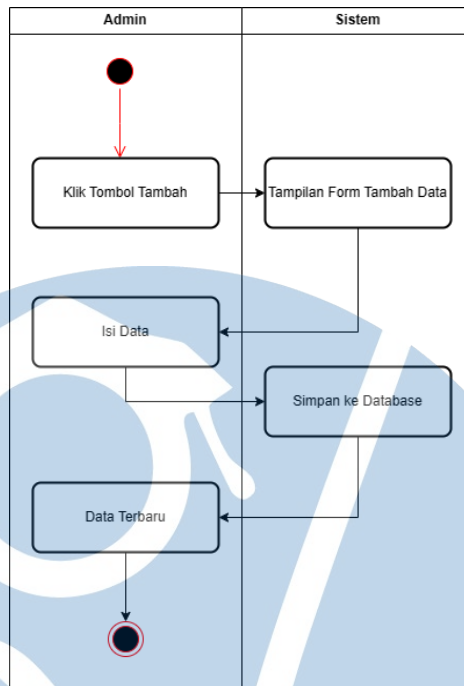 Admin
Sistem
Klik Tombol Tambah
Tampilan Form Tambah Data
Isi Data
Simpan ke Database
Data Terbaru